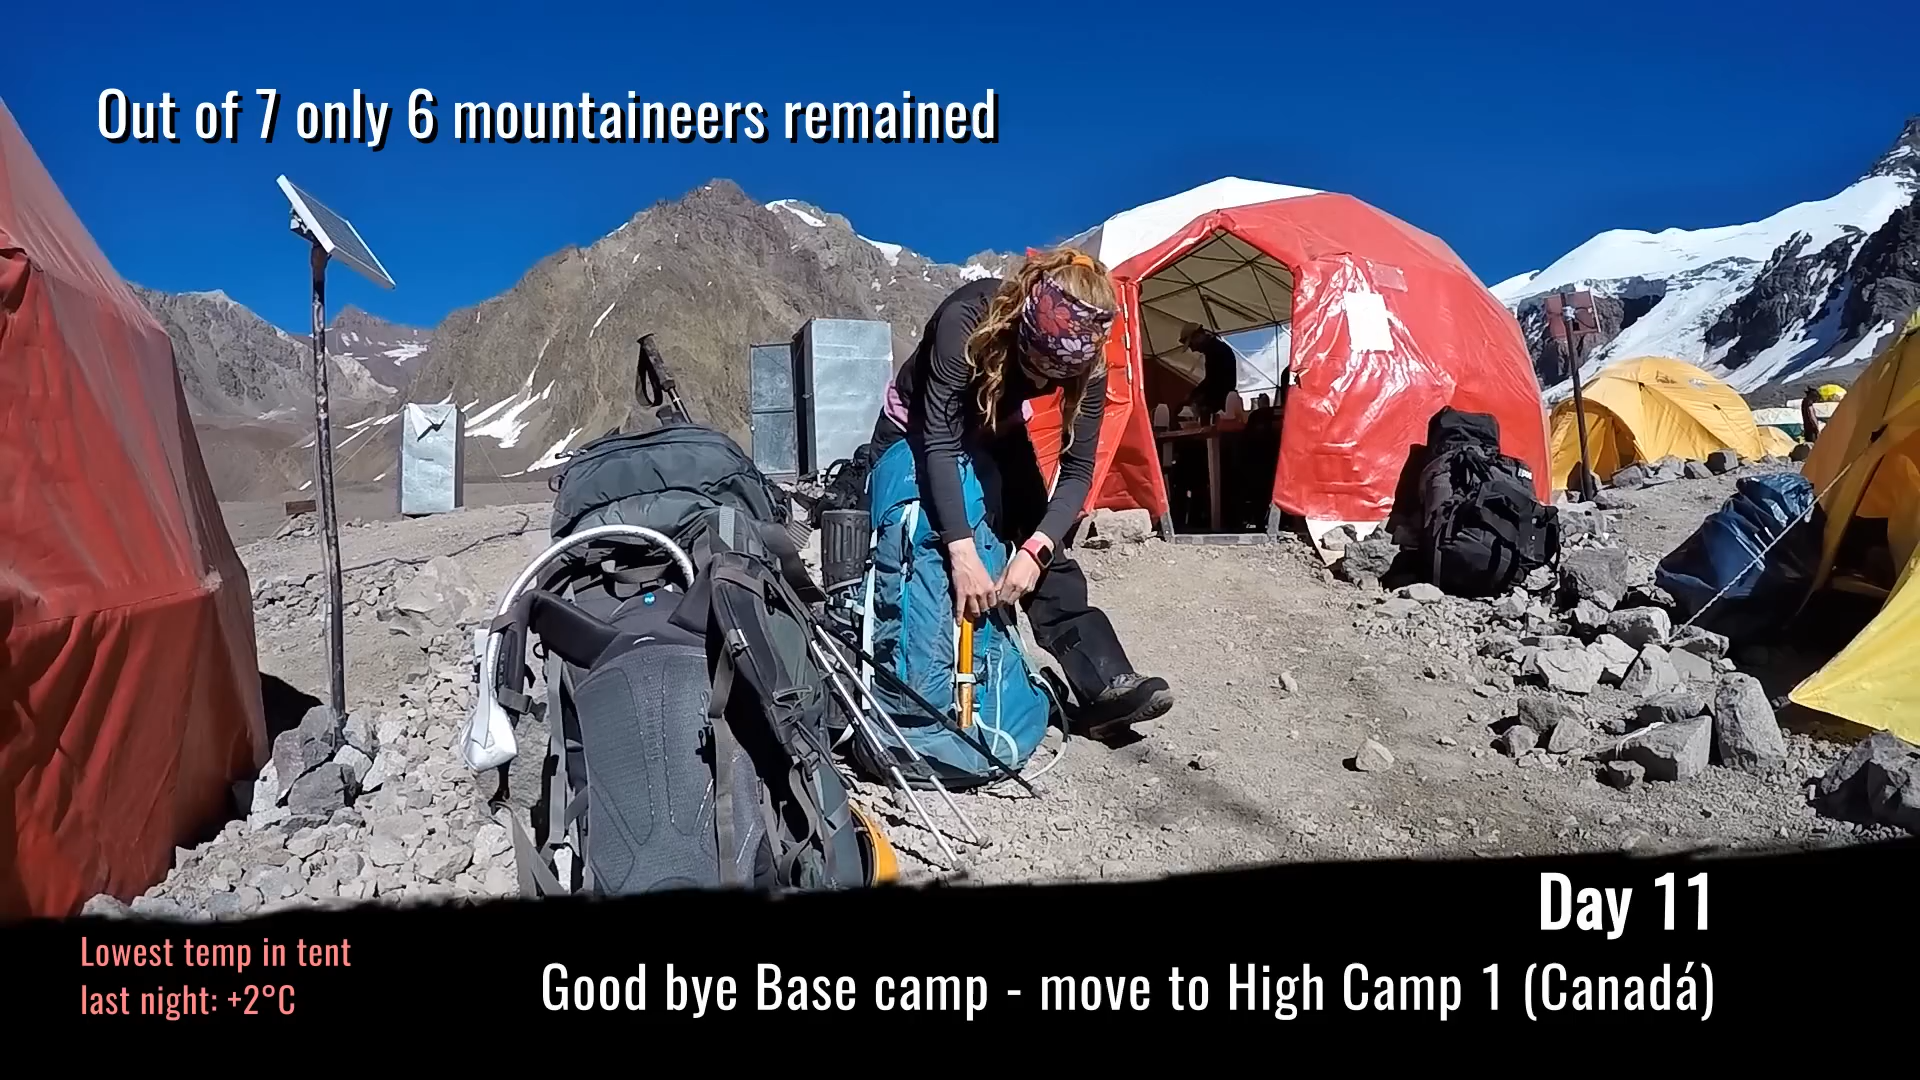 Out of 7 only 6 mountaineers remained
Day 11
Lowest temp in tent
last night: +2°C
Good bye Base camp - move to High Camp 1 (Canadá)